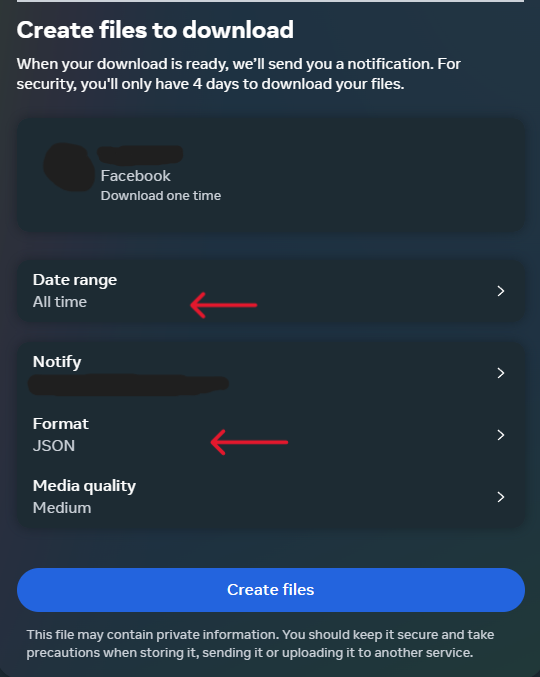 Create files to download
When your download is ready, we'll send you a notification. For
security, you'll only have 4 days to download your files.
Facebook
Download one time
Date range
All time
Notify
Format
JSON
Media quality
Medium
Create files
This file may contain private information. You should keep it secure and take
precautions when storing it, sending it or uploading it to another service.